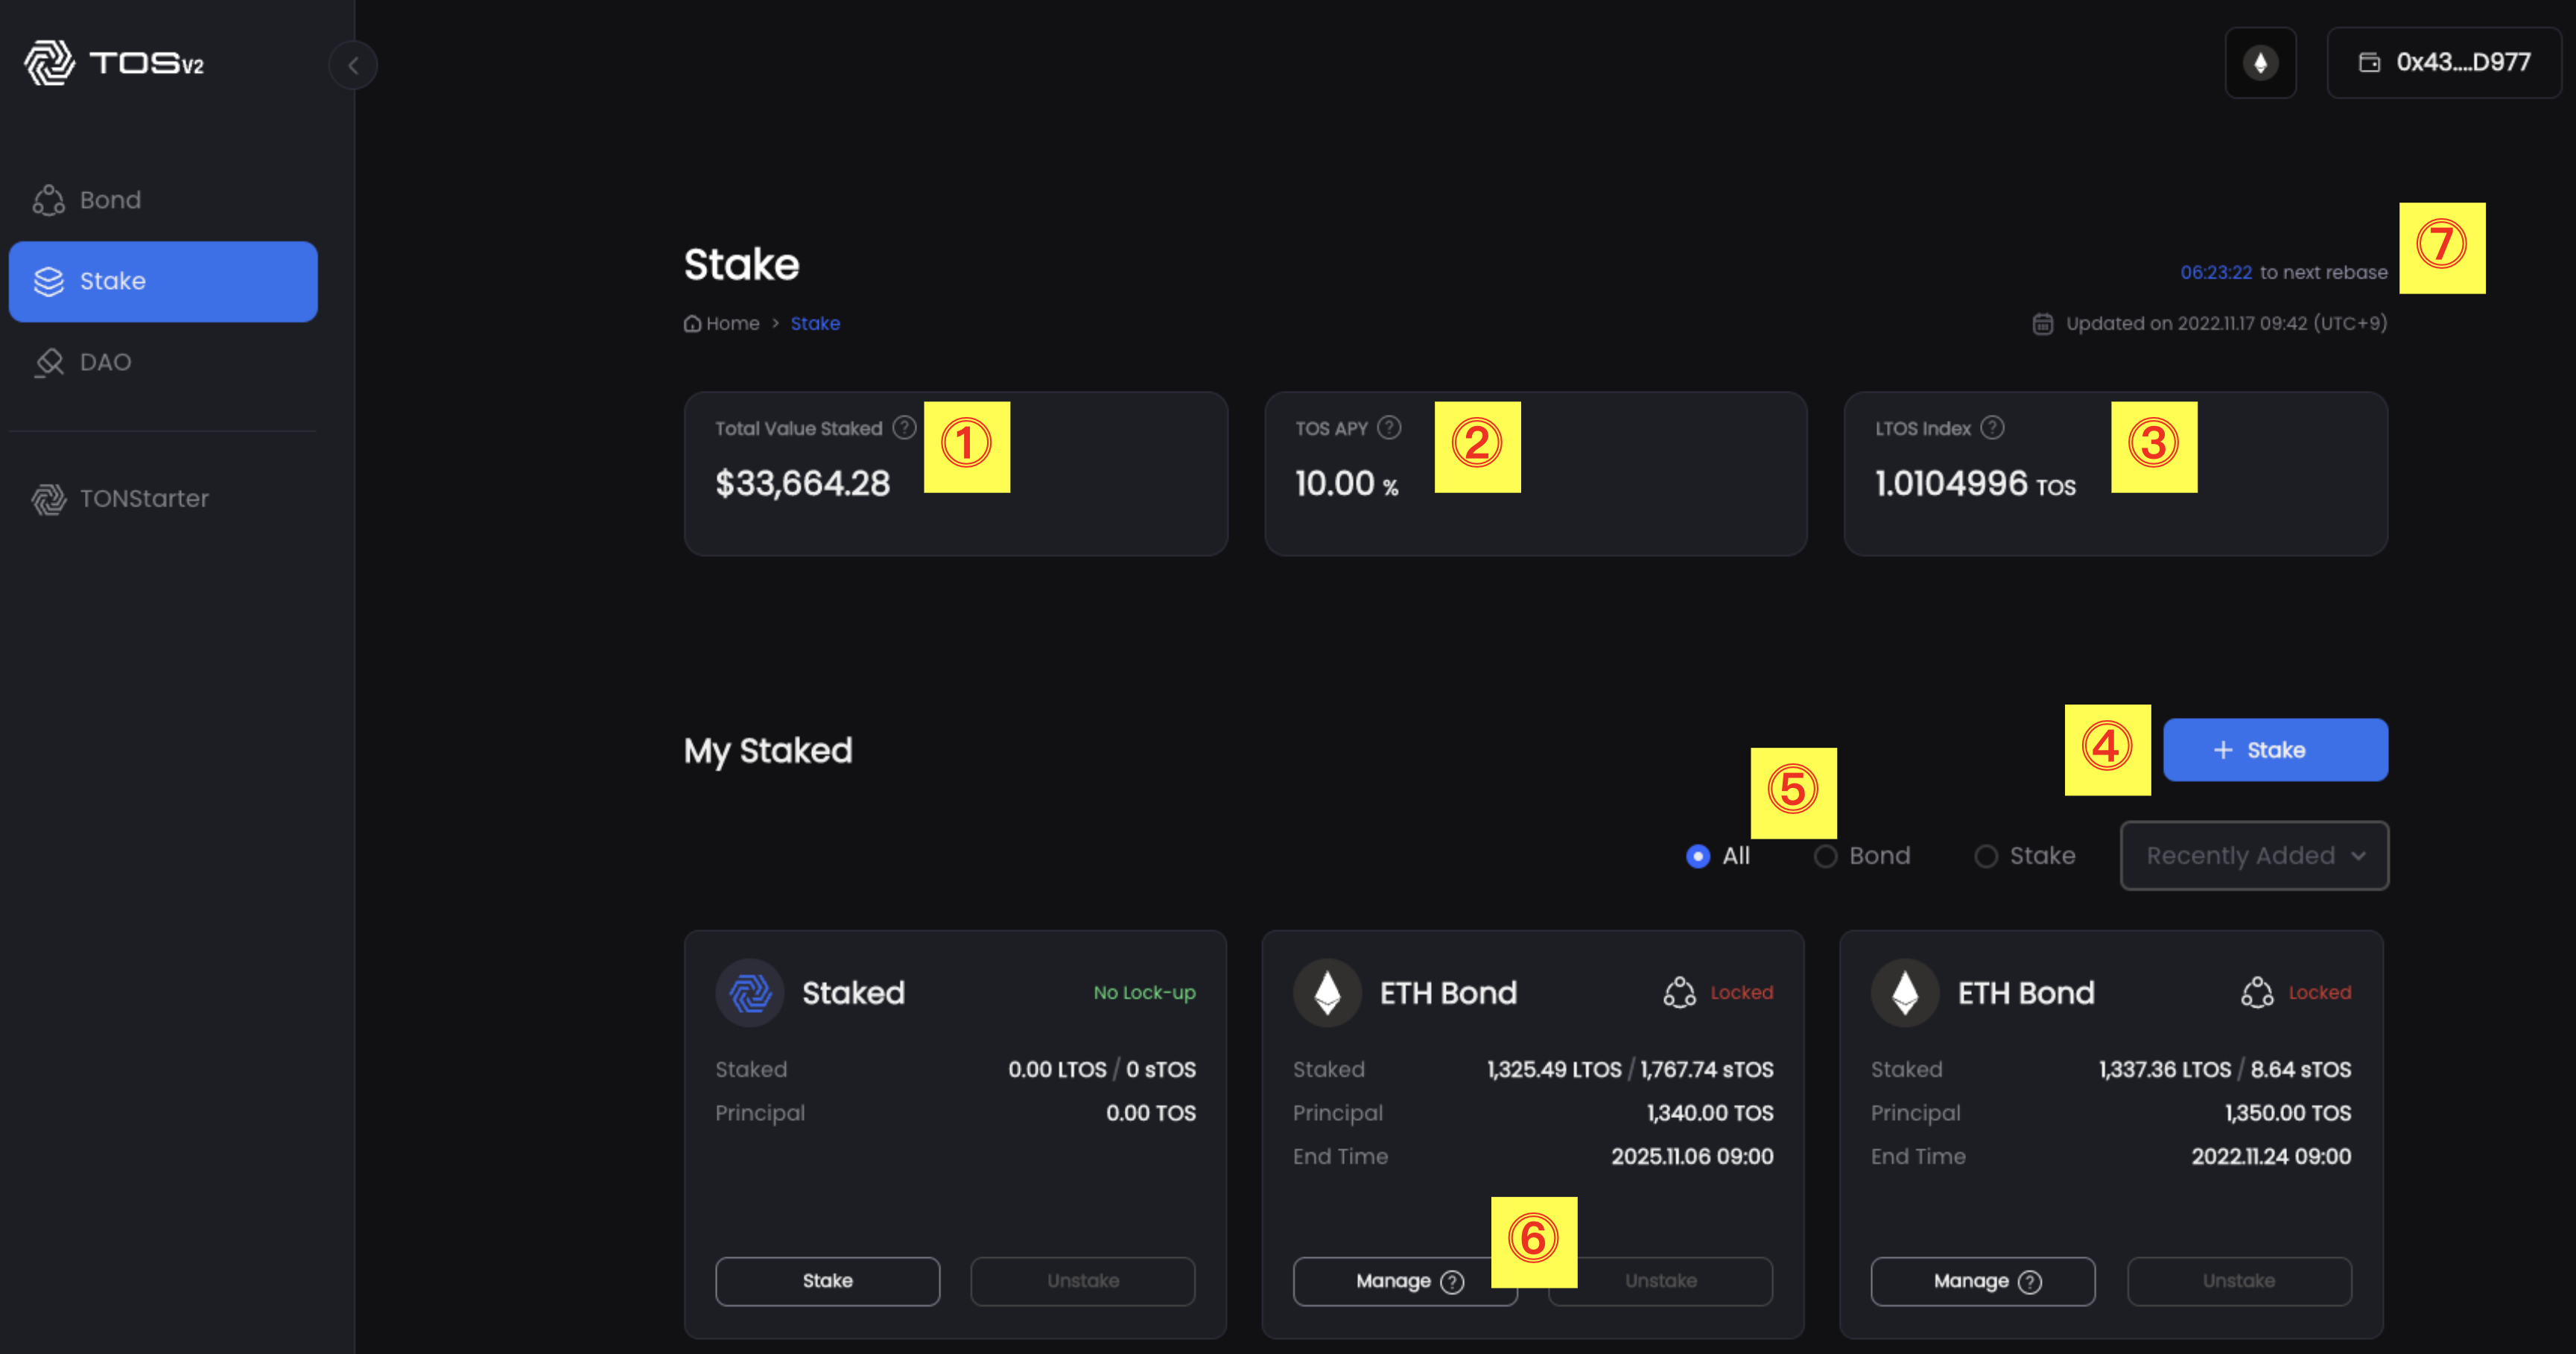 TOSV2
0x43....D977
Bond
Stake
DAO
TONStarter
Stake
⑦
06:23:22 to next rebase
Home > Stake
Updated on 2022.11.17 09:42 (UTC+9)
Total Value Staked ? ①
$33,664.28
TOS APY ? ②
10.00 %
LTOS Index ? ③
1.0104996 TOS
My Staked
④ + Stake
⑤
All Bond Stake Recently Added
Staked No Lock-up
Staked 0.00 LTOS / 0 sTOS
Principal 0.00 TOS
Stake Unstake
ETH Bond Locked
Staked 1,325.49 LTOS / 1,767.74 sTOS
Principal 1,340.00 TOS
End Time 2025.11.06 09:00
⑥
Manage ? Unstake
ETH Bond Locked
Staked 1,337.36 LTOS / 8.64 sTOS
Principal 1,350.00 TOS
End Time 2022.11.24 09:00
Manage ? Unstake